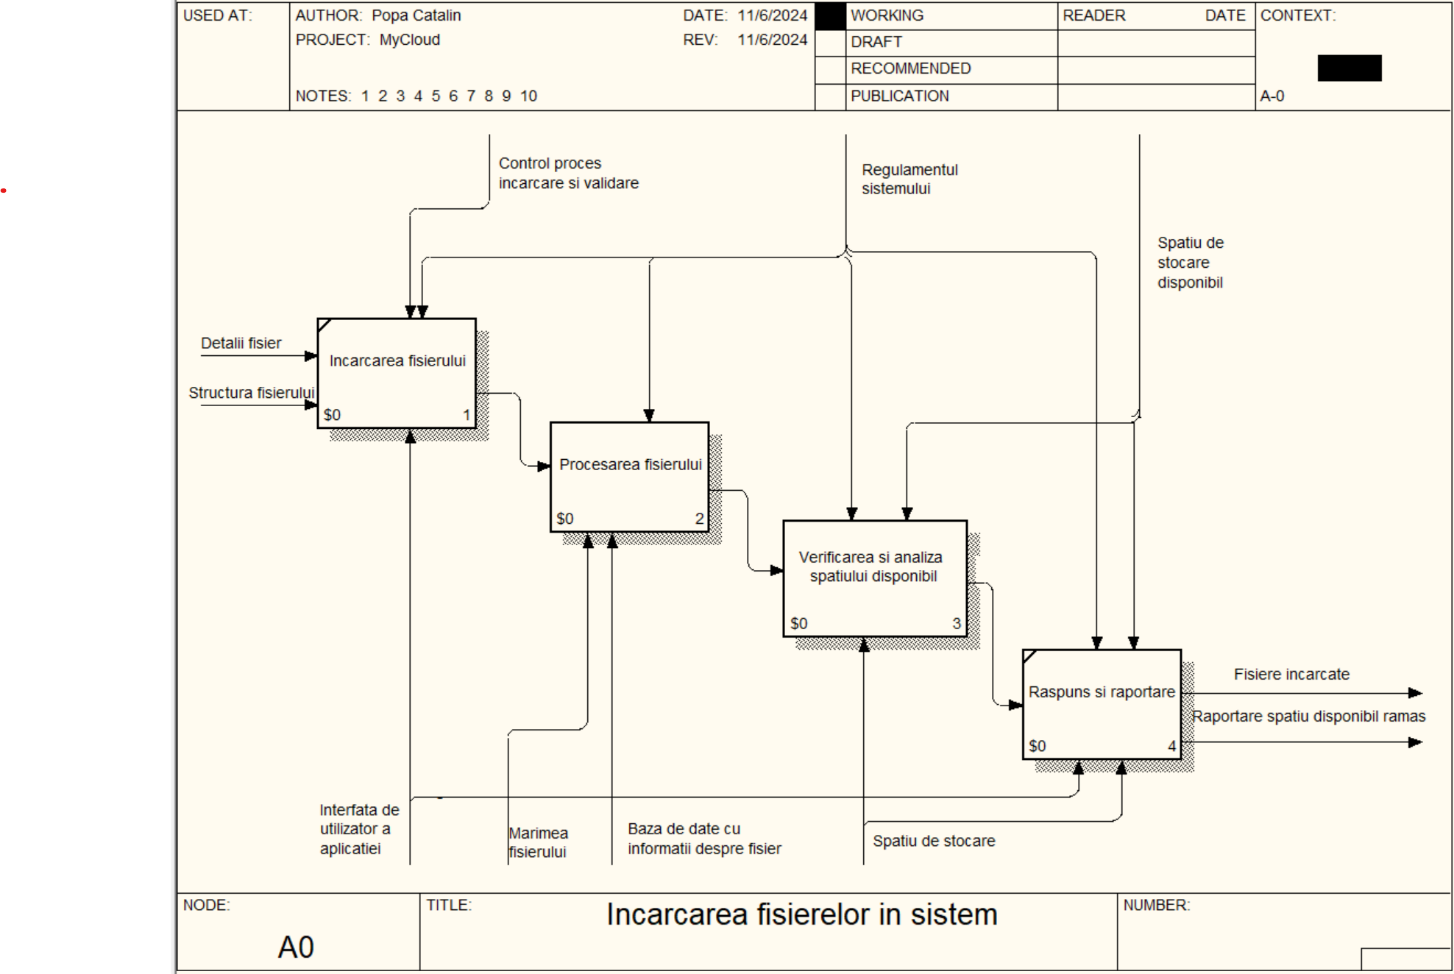 USED AT:
AUTHOR: Popa Catalin
DATE: 11/6/2024
PROJECT: MyCloud
REV: 11/6/2024
NOTES: 1 2 3 4 5 6 7 8 9 10
WORKING
DRAFT
RECOMMENDED
PUBLICATION
READER DATE
CONTEXT:
A-0
Control proces
incarcare si validare
Regulamentul
sistemului
Spatiu de
stocare
disponibil
Detalii fisier
Structura fisierului
Incarcarea fisierului
$0 1
Procesarea fisierului
$0 2
Verificarea si analiza
spatiului disponibil
$0 3
Raspuns si raportare
$0 4
Fisiere incarcate
Raportare spatiu disponibil ramas
Interfata de
utilizator a
aplicatiei
Marimea
fisierului
Baza de date cu
informatii despre fisier
Spatiu de stocare
NODE:
A0
TITLE:
Incarcarea fisierelor in sistem
NUMBER: